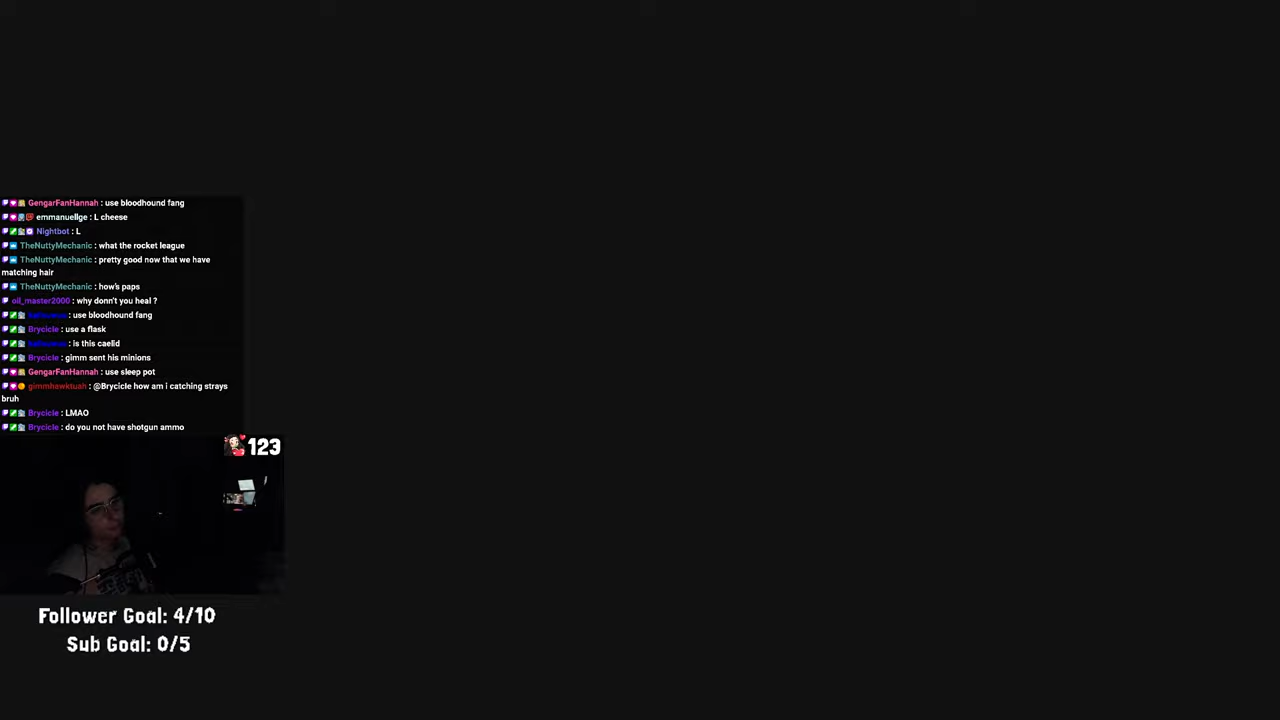 GengarFanHannah : use bloodhound fang
emmanuellge : L cheese
Nightbot : L
TheNuttyMechanic : what the rocket league
TheNuttyMechanic : pretty good now that we have
matching hair
TheNuttyMechanic : how's paps
oil_master2000 : why donn't you heal ?
: use bloodhound fang
Brycicle : use a flask
: is this caelid
Brycicle : gimm sent his minions
GengarFanHannah : use sleep pot
gimmhawktuah : @Brycicle how am i catching strays
bruh
Brycicle : LMAO
Brycicle : do you not have shotgun ammo
123
Follower Goal: 4/10
Sub Goal: 0/5